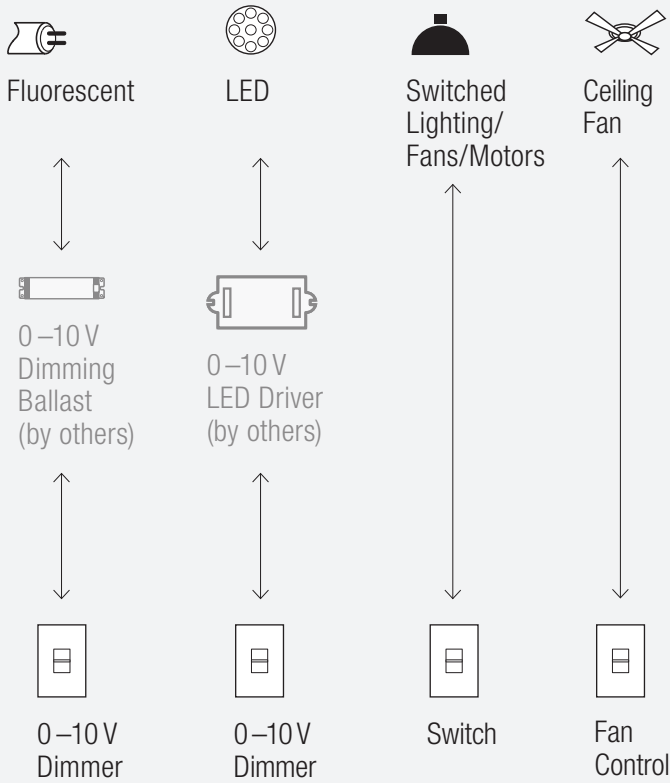 Fluorescent
LED
Switched
Lighting/
Fans/Motors
Ceiling
Fan
0–10 V
Dimming
Ballast
(by others)
0–10 V
LED Driver
(by others)
0–10 V
Dimmer
0–10 V
Dimmer
Switch
Fan
Control